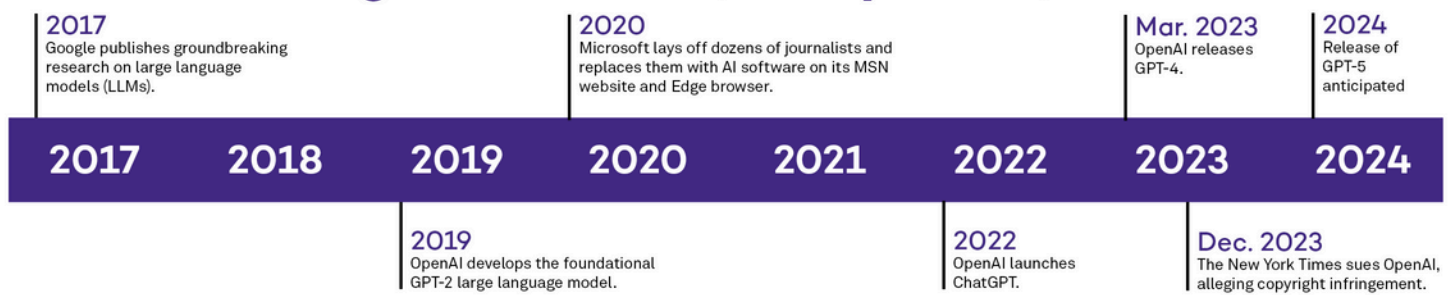 2017
Google publishes groundbreaking
research on large language
models (LLMs).
2020
Microsoft lays off dozens of journalists and
replaces them with AI software on its MSN
website and Edge browser.
Mar. 2023
OpenAI releases
GPT-4.
2024
Release of
GPT-5
anticipated
2017 2018 2019 2020 2021 2022 2023 2024
2019
OpenAI develops the foundational
GPT-2 large language model.
2022
OpenAI launches
ChatGPT.
Dec. 2023
The New York Times sues OpenAI,
alleging copyright infringement.